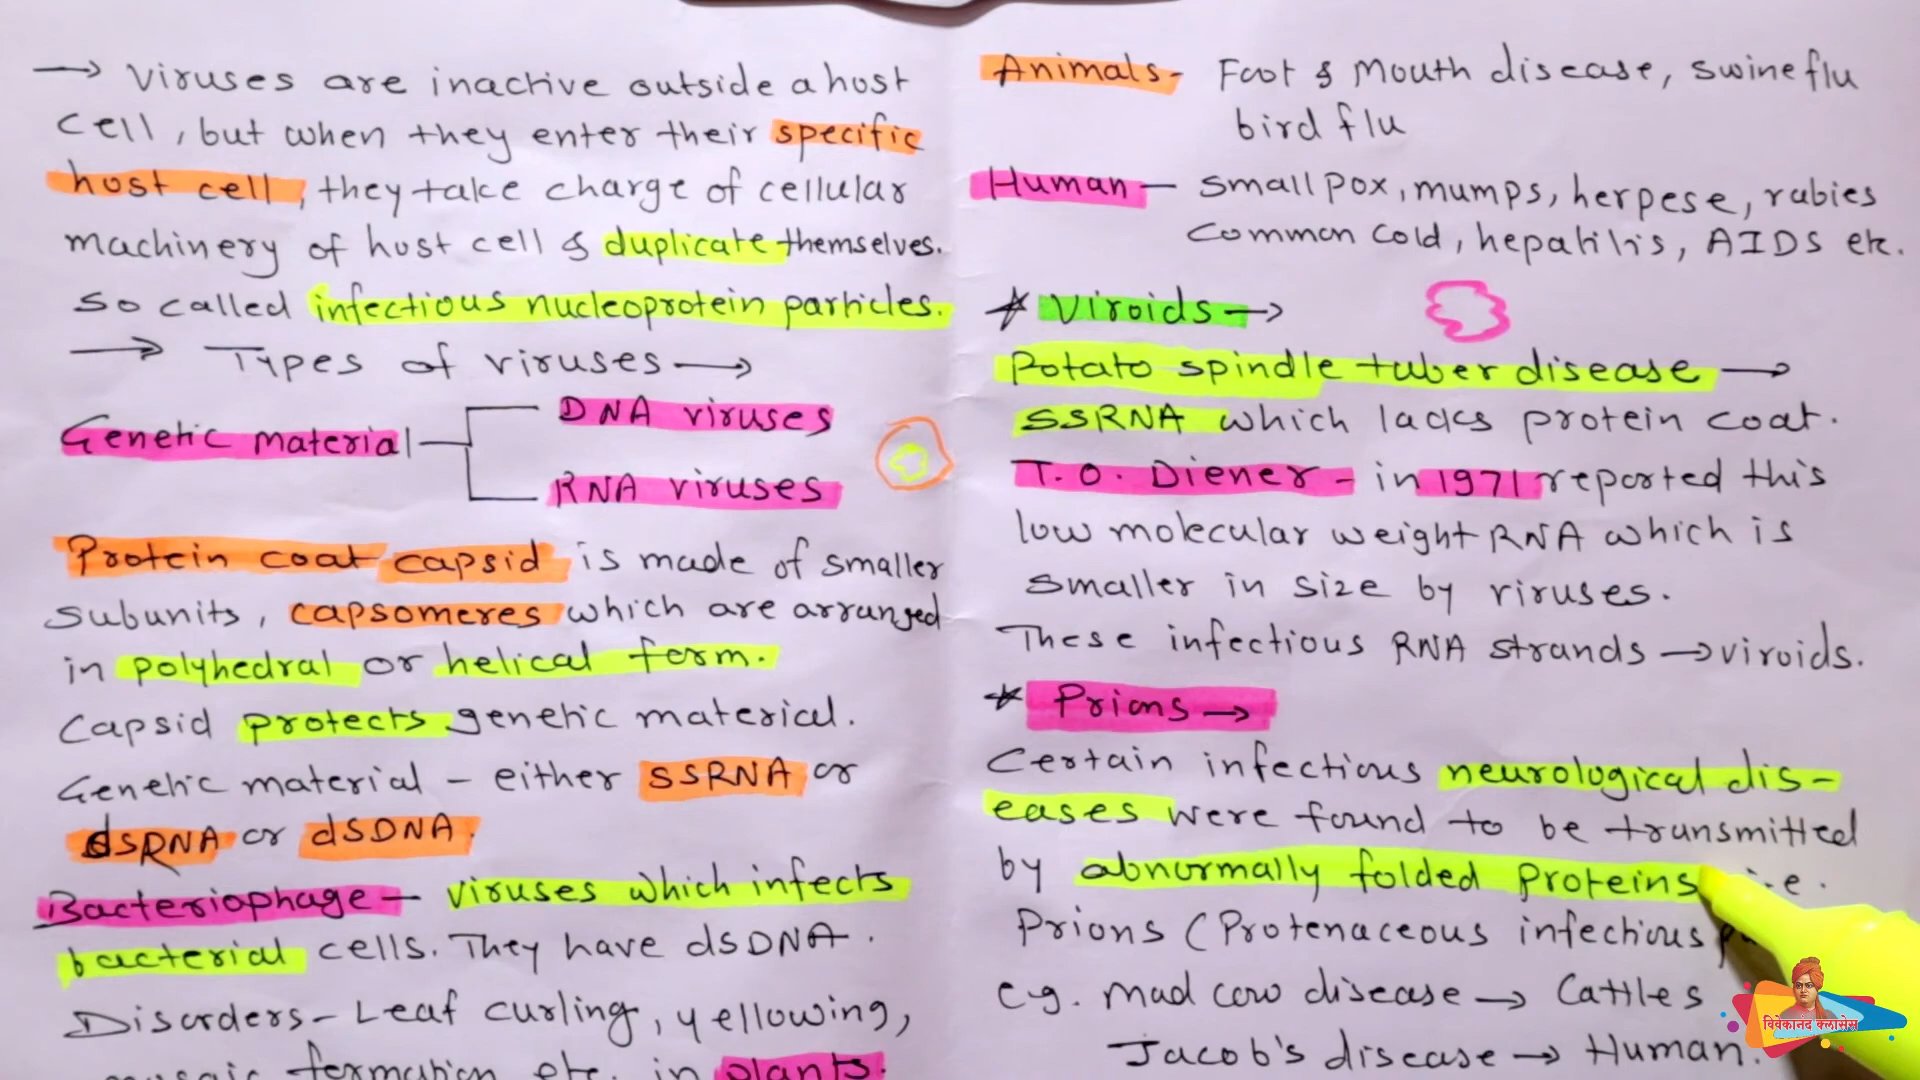 → Viruses are inactive outside a host
cell, but when they enter their specific
host cell, they take charge of cellular
machinery of host cell & duplicate themselves.
So called infectious nucleoprotein particles.
→ Types of viruses →
Genetic material
DNA viruses
RNA viruses
Protein coat capsid is made of smaller
subunits, capsomeres which are arranged
in polyhedral or helical form.
Capsid protects genetic material.
Genetic material - either SSRNA or
dsRNA or dSDNA.
Bacteriophage - viruses which infects
bacterial cells. They have dsDNA.
Disorders - Leaf curling, yellowing,
mosaic formation etc. in plants.
Animals - Foot & Mouth disease, swine flu
bird flu
Human - Small pox, mumps, herpese, rabies
Common cold, hepatitis, AIDS etc.
* Viroids →
Potato spindle tuber disease →
SSRNA which lacks protein coat.
T. O. Diener - in 1971 reported this
low molecular weight RNA which is
smaller in size by viruses.
These infectious RNA strands → viroids.
* Prions →
Certain infectious neurological dis-
eases were found to be transmitted
by abnormally folded proteins i.e.
Prions (Protenaceous infectious
e.g. Mad cow disease → Cattles
Jacob's disease → Human.
विवेकानंद क्लासेस